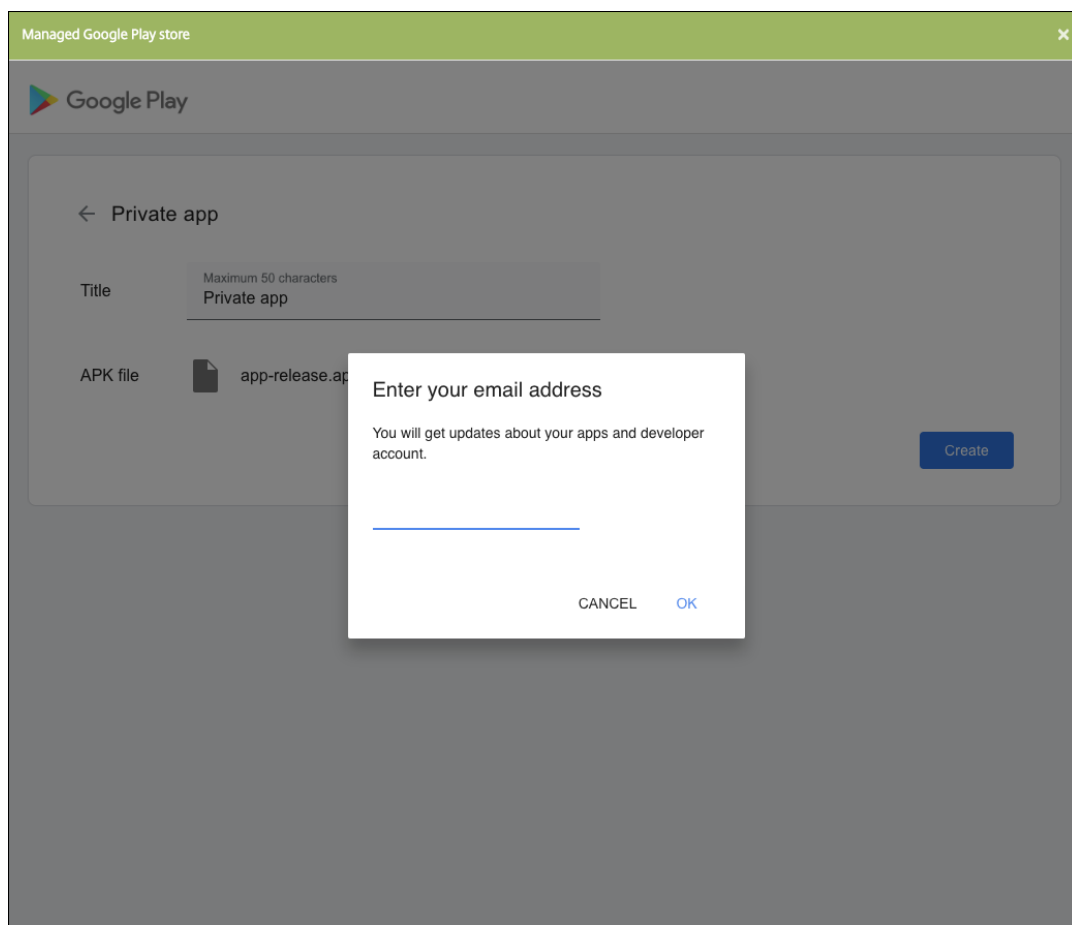 Managed Google Play store
Google Play
Private app
Title
Maximum 50 characters
Private app
APK file
app-release.ap
Enter your email address
You will get updates about your apps and developer
account.
Create
CANCEL
OK